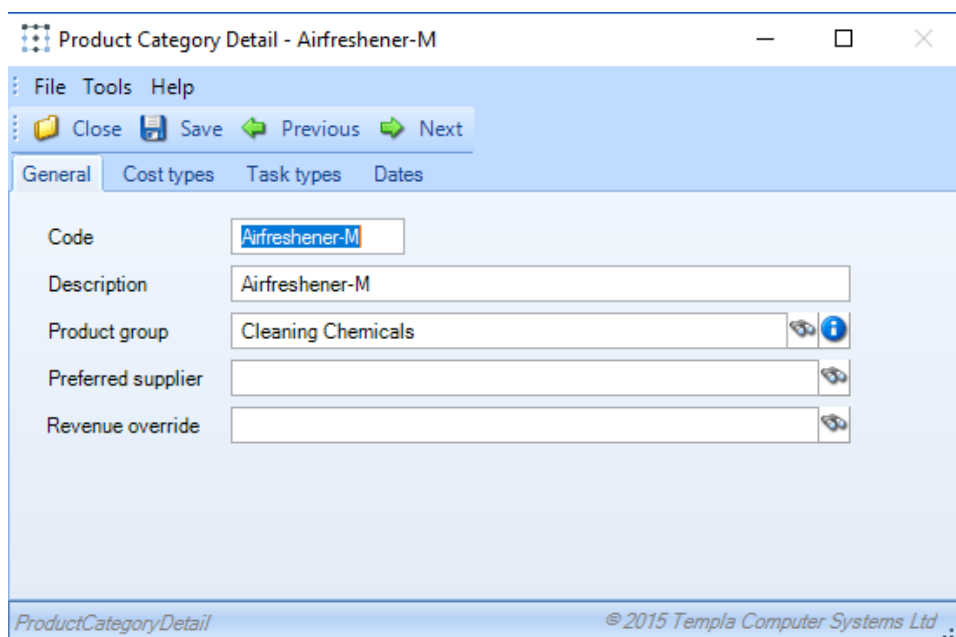 Product Category Detail - Airfreshener-M
File Tools Help
Close Save Previous Next
General Cost types Task types Dates
Code Airfreshener-M
Description Airfreshener-M
Product group Cleaning Chemicals
Preferred supplier
Revenue override
ProductCategoryDetail © 2015 Templa Computer Systems Ltd